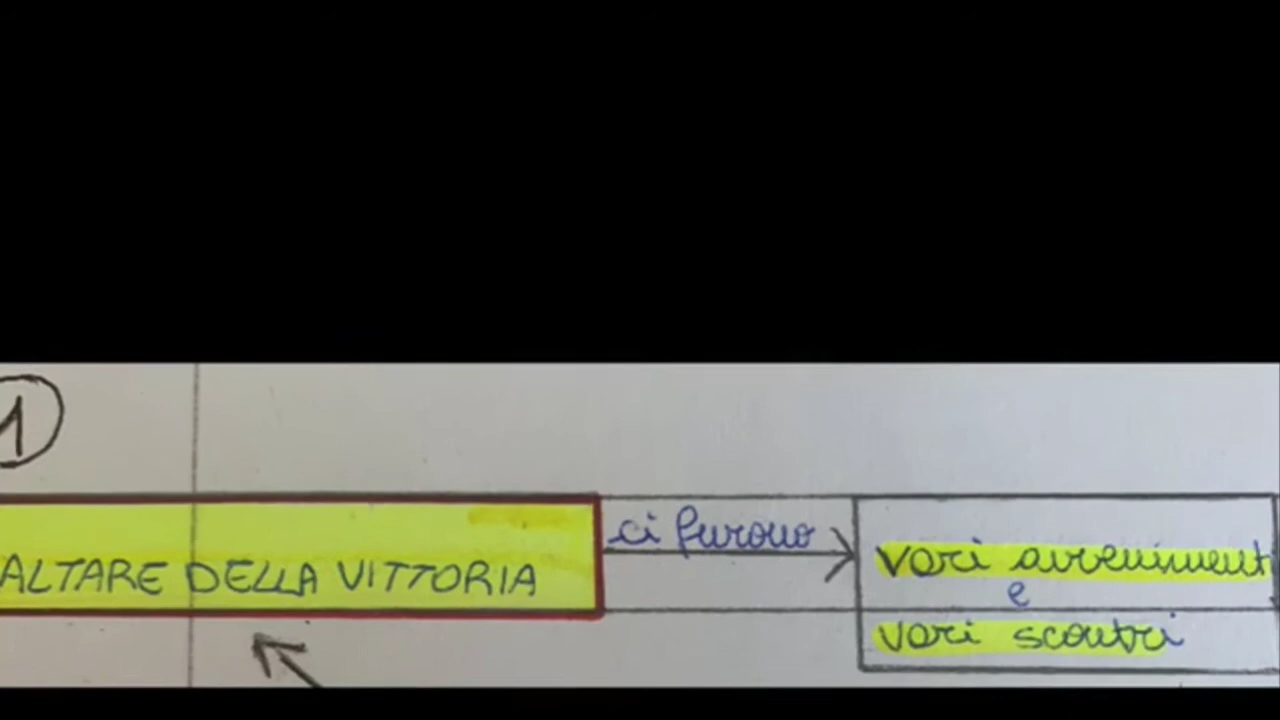 1
ALTARE DELLA VITTORIA
ci furono
vari avvenimenti
e
vari scontri